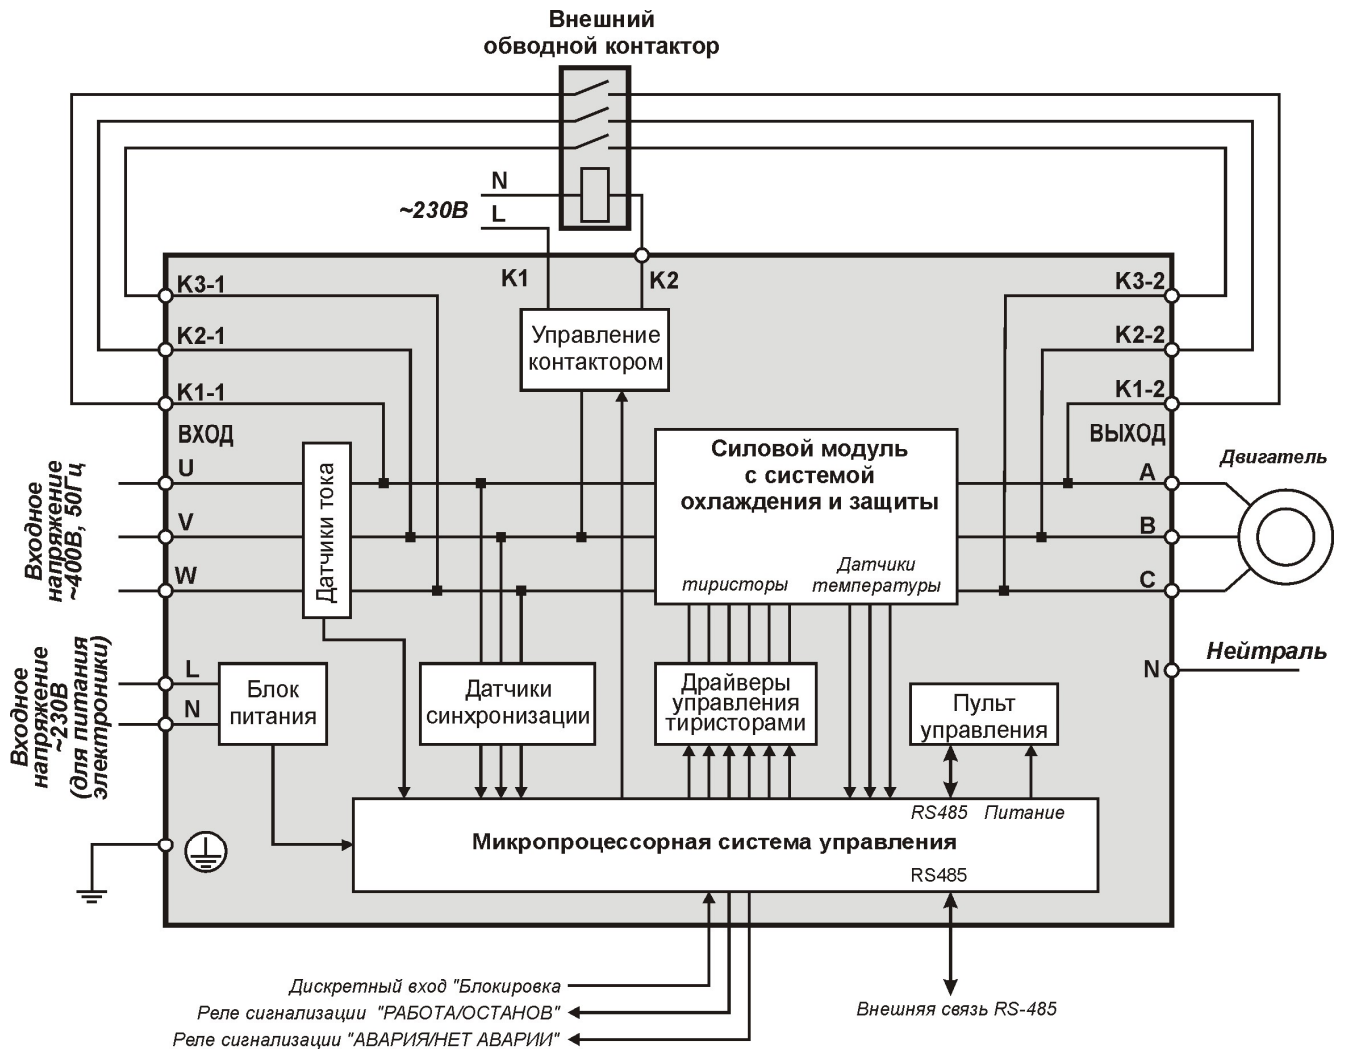 Внешний
обводной контактор
N
~230В
L
K1
K2
K3-1
K3-2
K2-1
K2-2
K1-1
K1-2
Управление
контактором
ВХОД
ВЫХОД
Входное
напряжение
~400В, 50Гц
U
V
W
Датчики тока
Силовой модуль
с системой
охлаждения и защиты
тиристоры
Датчики
температуры
A
B
C
Двигатель
N
Нейтраль
Входное
напряжение
~230В
(для питания
электроники)
L
N
Блок
питания
Датчики
синхронизации
Драйверы
управления
тиристорами
Пульт
управления
RS485
Питание
Микропроцессорная система управления
RS485
Дискретный вход "Блокировка
Реле сигнализации "РАБОТА/ОСТАНОВ"
Реле сигнализации "АВАРИЯ/НЕТ АВАРИИ"
Внешняя связь RS-485